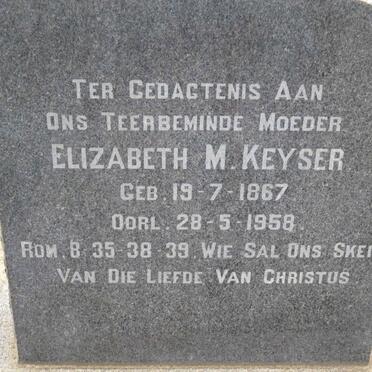 TER GEDAGTENIS AAN
ONS TEERBEMINDE MOEDER
ELIZABETH M. KEYSER
GEB. 19-7-1867
OORL. 28-5-1958.
ROM. 8-35-38-39. WIE SAL ONS SKEI
VAN DIE LIEFDE VAN CHRISTUS